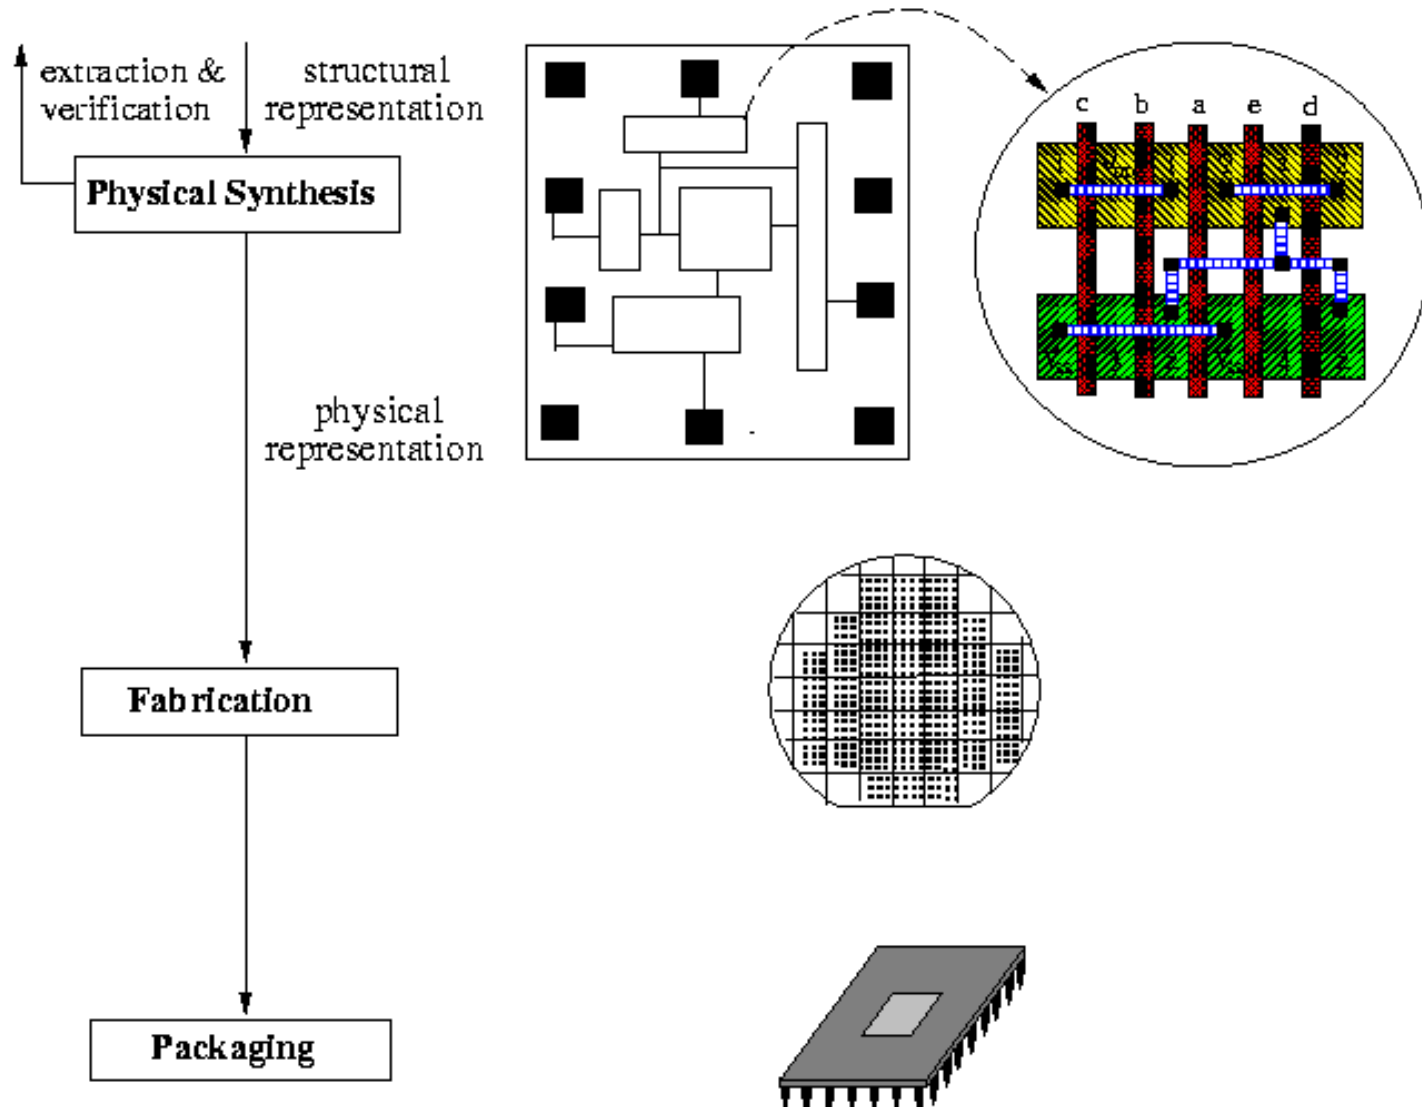 extraction &
verification
structural
representation
Physical Synthesis
physical
representation
Fabrication
Packaging
c b a e d